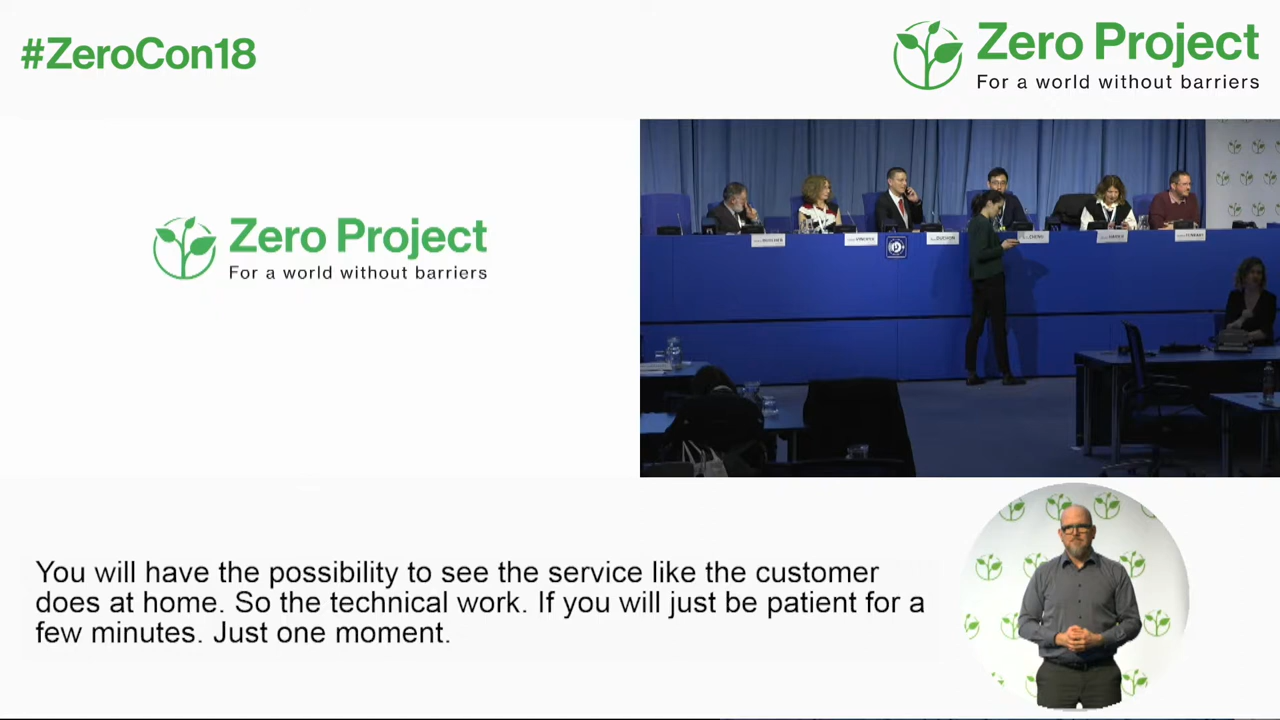 #ZeroCon18
Zero Project
For a world without barriers
Zero Project
For a world without barriers
You will have the possibility to see the service like the customer
does at home. So the technical work. If you will just be patient for a
few minutes. Just one moment.